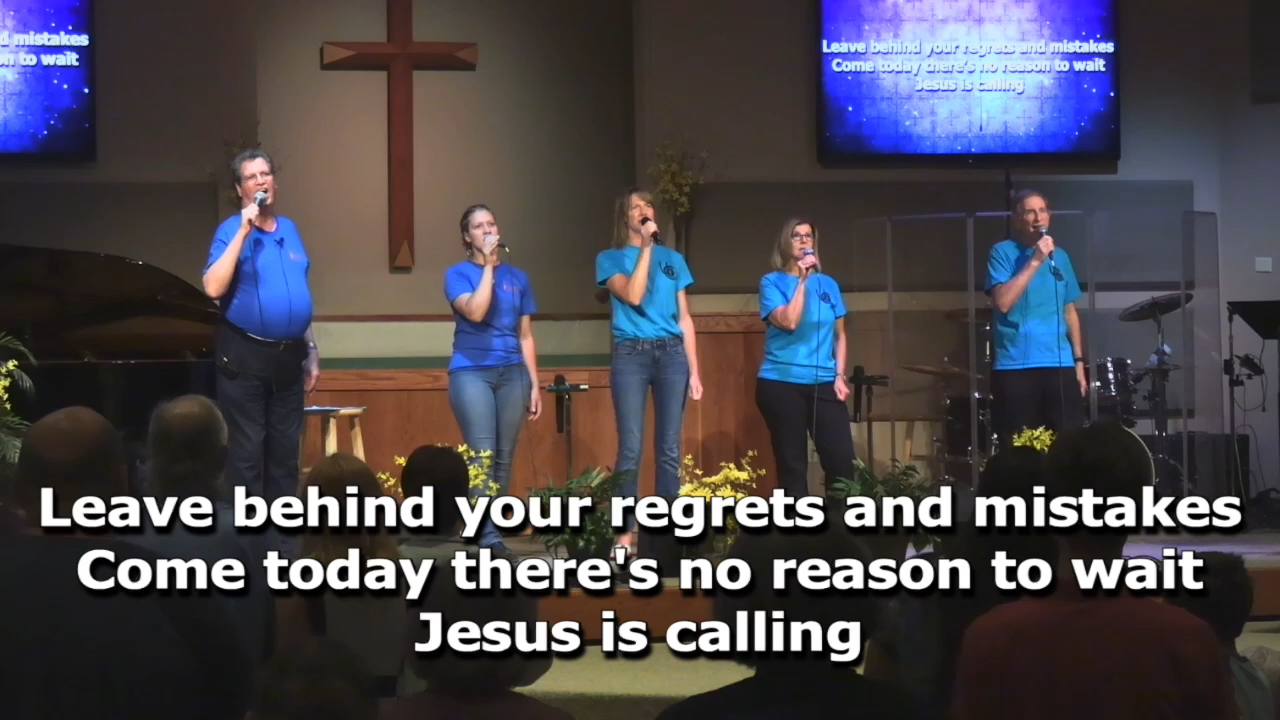 d mistakes
on to wait
Leave behind your regrets and mistakes
Come today there's no reason to wait
Jesus is calling
Leave behind your regrets and mistakes
Come today there's no reason to wait
Jesus is calling